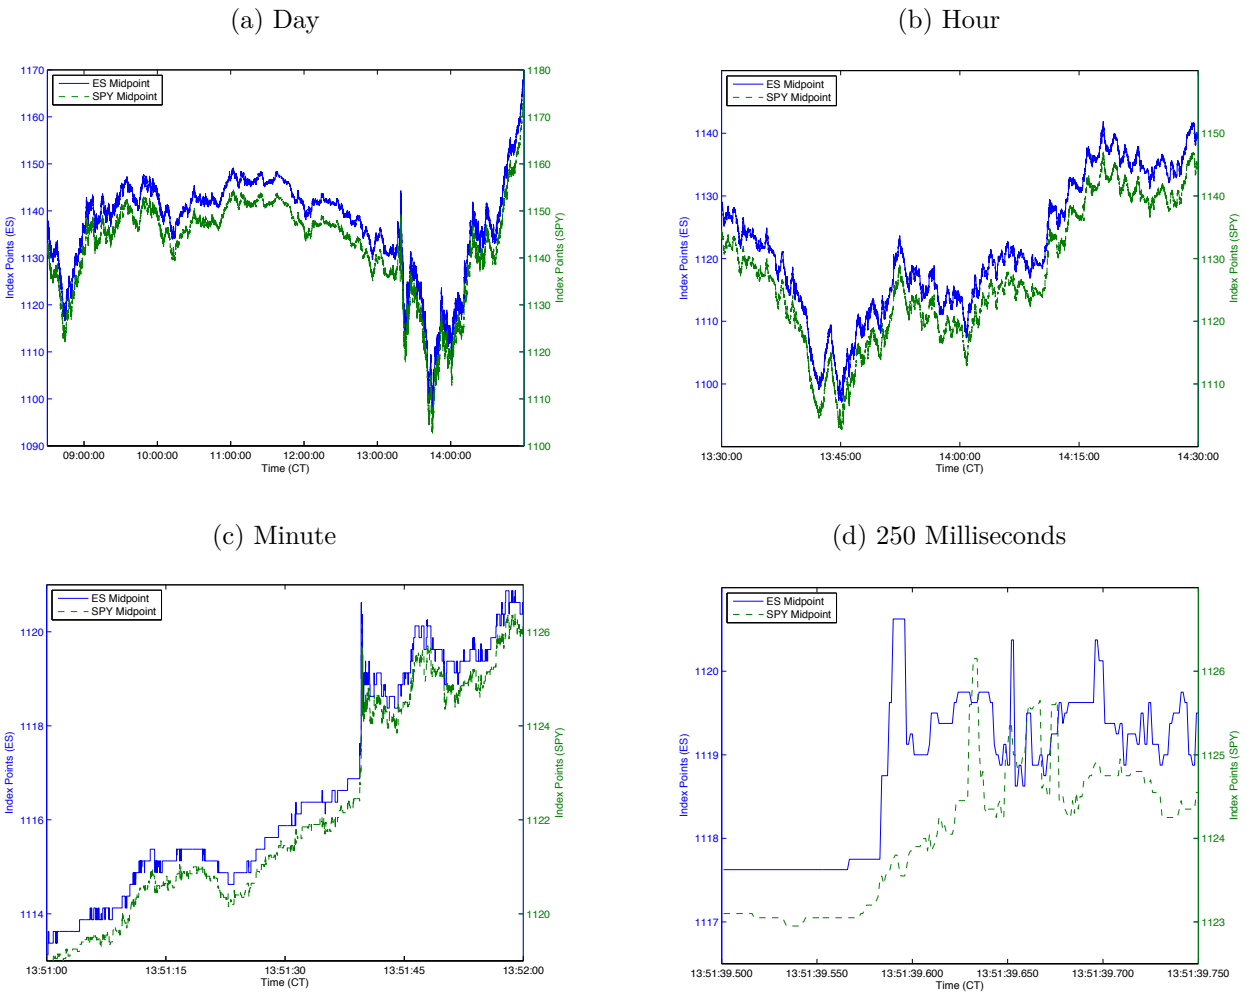 (a) Day
ES Midpoint
SPY Midpoint
1170
1160
1150
1140
1130
1120
1110
1100
1090
Index Points (ES)
1180
1170
1160
1150
1140
1130
1120
1110
1100
Index Points (SPY)
09:00:00 10:00:00 11:00:00 12:00:00 13:00:00 14:00:00
Time (CT)
(b) Hour
ES Midpoint
SPY Midpoint
1140
1130
1120
1110
1100
Index Points (ES)
1150
1140
1130
1120
1110
Index Points (SPY)
13:30:00 13:45:00 14:00:00 14:15:00 14:30:00
Time (CT)
(c) Minute
ES Midpoint
SPY Midpoint
1120
1118
1116
1114
Index Points (ES)
1126
1124
1122
1120
Index Points (SPY)
13:51:00 13:51:15 13:51:30 13:51:45 13:52:00
Time (CT)
(d) 250 Milliseconds
ES Midpoint
SPY Midpoint
1120
1119
1118
1117
Index Points (ES)
1126
1125
1124
1123
Index Points (SPY)
13:51:39.500 13:51:39.550 13:51:39.600 13:51:39.650 13:51:39.700 13:51:39.750
Time (CT)